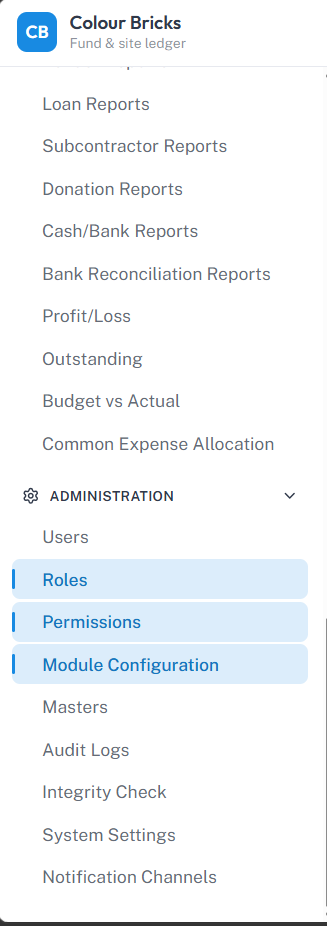 CB
Colour Bricks
Fund & site ledger
Loan Reports
Subcontractor Reports
Donation Reports
Cash/Bank Reports
Bank Reconciliation Reports
Profit/Loss
Outstanding
Budget vs Actual
Common Expense Allocation
ADMINISTRATION
Users
Roles
Permissions
Module Configuration
Masters
Audit Logs
Integrity Check
System Settings
Notification Channels